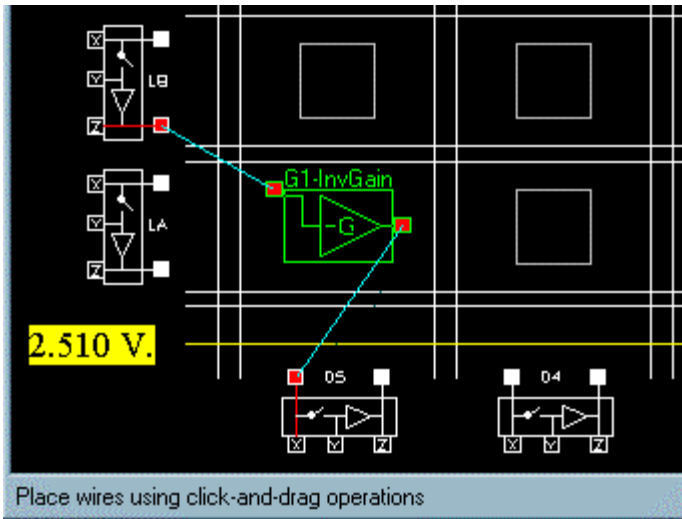 X
Y LB
Z
G1-InvGain
X
Y LA
-G
Z
2.510 V.
05 04
X Y Z X Y Z
Place wires using click-and-drag operations